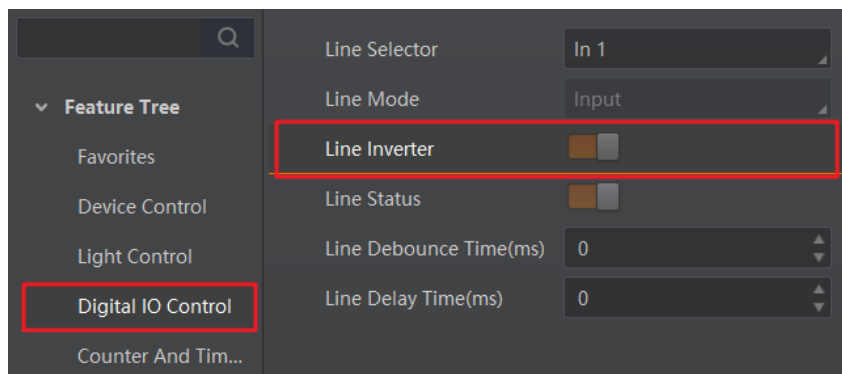 Feature Tree
Favorites
Device Control
Light Control
Digital IO Control
Counter And Tim...
Line Selector In 1
Line Mode Input
Line Inverter
Line Status
Line Debounce Time(ms) 0
Line Delay Time(ms) 0